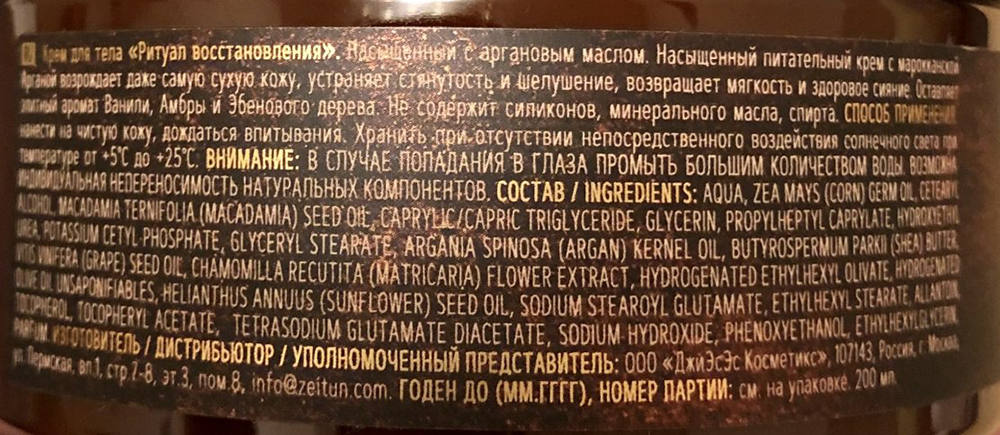 Крем для тела «Ритуал восстановления». Насыщенный с аргановым маслом. Насыщенный питательный крем с марокканской
Арганой возрождает даже самую сухую кожу, устраняет стянутость и шелушение, возвращает мягкость и здоровое сияние. Оставляет
элитный аромат Ванили, Амбры и Эбенового дерева. Не содержит силиконов, минерального масла, спирта. СПОСОБ ПРИМЕНЕНИЯ:
нанести на чистую кожу, дождаться впитывания. Хранить при отсутствии непосредственного воздействия солнечного света при
температуре от +5°С до +25°С. ВНИМАНИЕ: В СЛУЧАЕ ПОПАДАНИЯ В ГЛАЗА ПРОМЫТЬ БОЛЬШИМ КОЛИЧЕСТВОМ ВОДЫ. ВОЗМОЖНА
ИНДИВИДУАЛЬНАЯ НЕПЕРЕНОСИМОСТЬ НАТУРАЛЬНЫХ КОМПОНЕНТОВ. СОСТАВ / INGREDIENTS: AQUA, ZEA MAYS (CORN) GERM OIL, CETEARYL
ALCOHOL, MACADAMIA TERNIFOLIA (MACADAMIA) SEED OIL, CAPRYLIC/CAPRIC TRIGLYCERIDE, GLYCERIN, PROPYLHEPTYL CAPRYLATE, HYDROXYETHYL
UREA, POTASSIUM CETYL PHOSPHATE, GLYCERYL STEARATE, ARGANIA SPINOSA (ARGAN) KERNEL OIL, BUTYROSPERMUM PARKII (SHEA) BUTTER,
VITIS VINIFERA (GRAPE) SEED OIL, CHAMOMILLA RECUTITA (MATRICARIA) FLOWER EXTRACT, HYDROGENATED ETHYLHEXYL OLIVATE, HYDROGENATED
OLIVE OIL UNSAPONIFIABLES, HELIANTHUS ANNUUS (SUNFLOWER) SEED OIL, SODIUM STEAROYL GLUTAMATE, ETHYLHEXYL STEARATE, ALLANTOIN,
TOCOPHEROL, TOCOPHERYL ACETATE, TETRASODIUM GLUTAMATE DIACETATE, SODIUM HYDROXIDE, PHENOXYETHANOL, ETHYLHEXYLGLYCERIN,
PARFUM. ИЗГОТОВИТЕЛЬ / ДИСТРИБЬЮТОР / УПОЛНОМОЧЕННЫЙ ПРЕДСТАВИТЕЛЬ: ООО «ДжиЭсЭс Косметикс», 107143, Россия, г. Москва,
ул. Пермская, вл.1, стр.7-8, эт.3, пом.8, info@zeitun.com. ГОДЕН ДО (ММ.ГГГГ), НОМЕР ПАРТИИ: см. на упаковке. 200 мл.